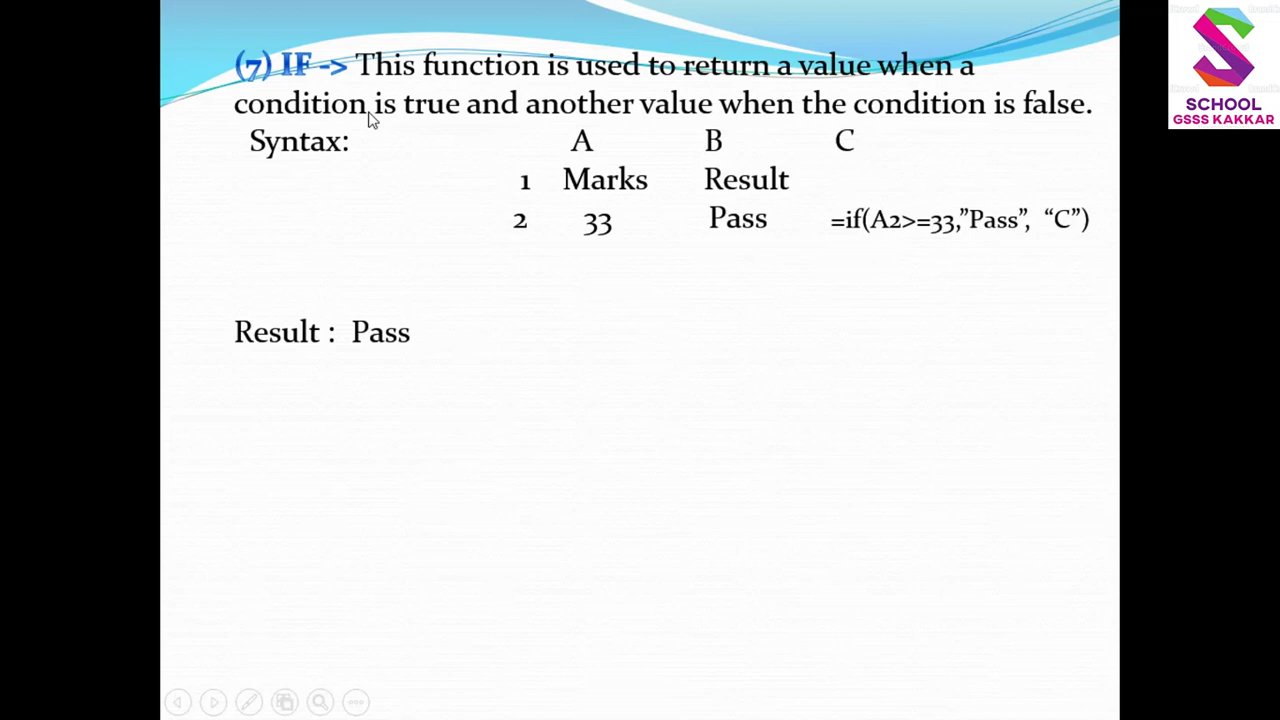 (7) IF -> This function is used to return a value when a
condition is true and another value when the condition is false.
Syntax: A B C
1 Marks Result
2 33 Pass =if(A2>=33,”Pass”, “C”)
Result : Pass
SCHOOL
GSSS KAKKAR